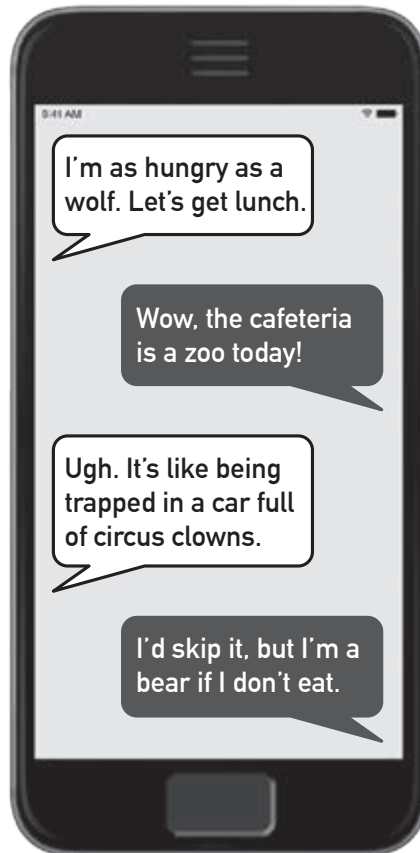 9:41 AM
I'm as hungry as a
wolf. Let's get lunch.
Wow, the cafeteria
is a zoo today!
Ugh. It's like being
trapped in a car full
of circus clowns.
I'd skip it, but I'm a
bear if I don't eat.